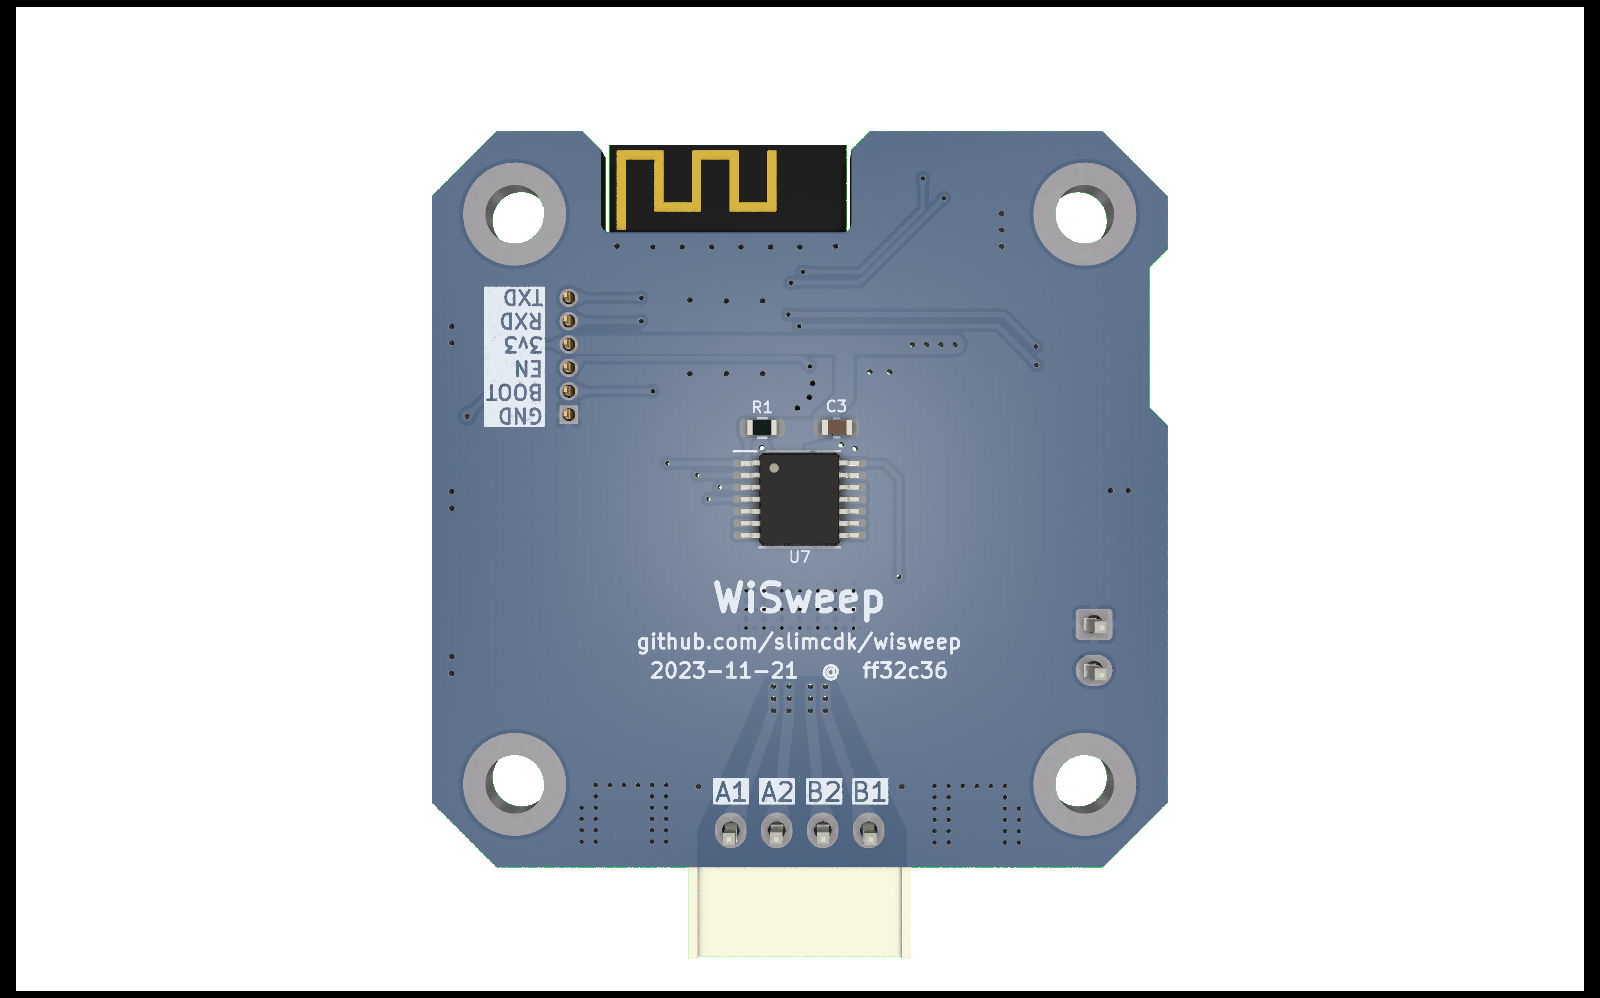 TXD
RXD
3v3
EN
BOOT
GND
R1 C3
U7
WiSweep
github.com/slimcdk/wisweep
2023-11-21 @ ff32c36
A1 A2 B2 B1